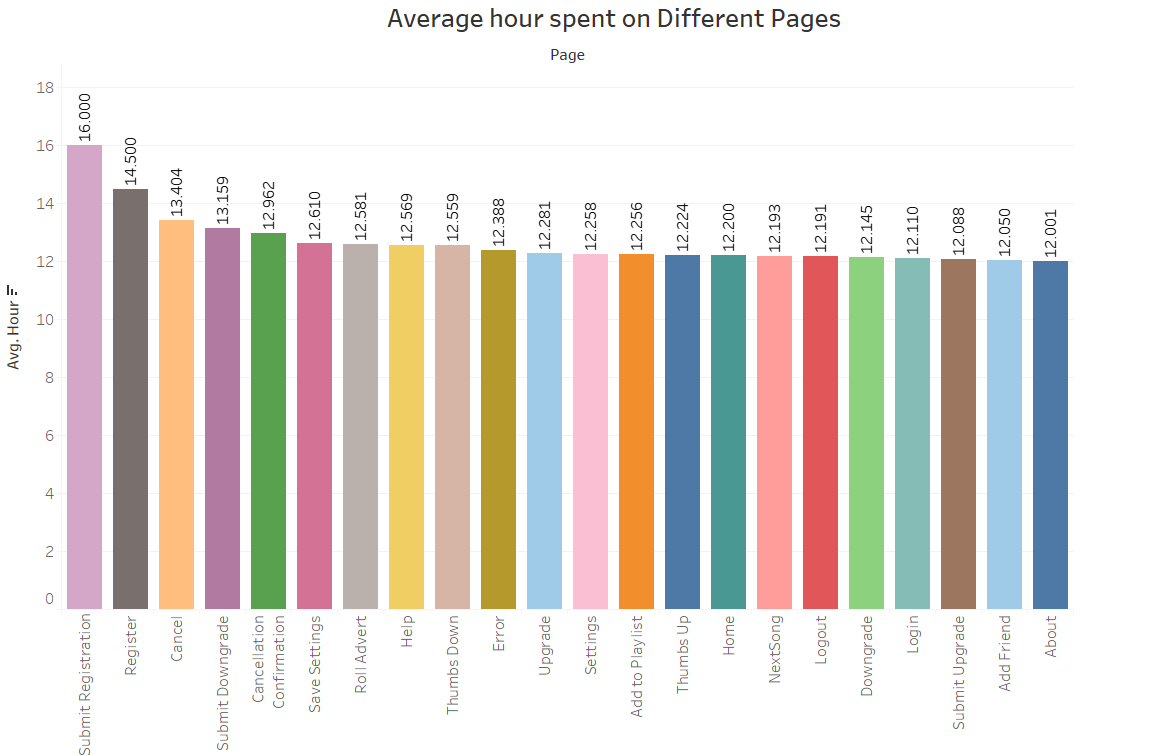 Average hour spent on Different Pages
Page
Avg. Hour
18
16
14
12
10
8
6
4
2
0
16.000
14.500
13.404
13.159
12.962
12.610
12.581
12.569
12.559
12.388
12.281
12.258
12.256
12.224
12.200
12.193
12.191
12.145
12.110
12.088
12.050
12.001
Submit Registration
Register
Cancel
Submit Downgrade
Cancellation
Confirmation
Save Settings
Roll Advert
Help
Thumbs Down
Error
Upgrade
Settings
Add to Playlist
Thumbs Up
Home
NextSong
Logout
Downgrade
Login
Submit Upgrade
Add Friend
About